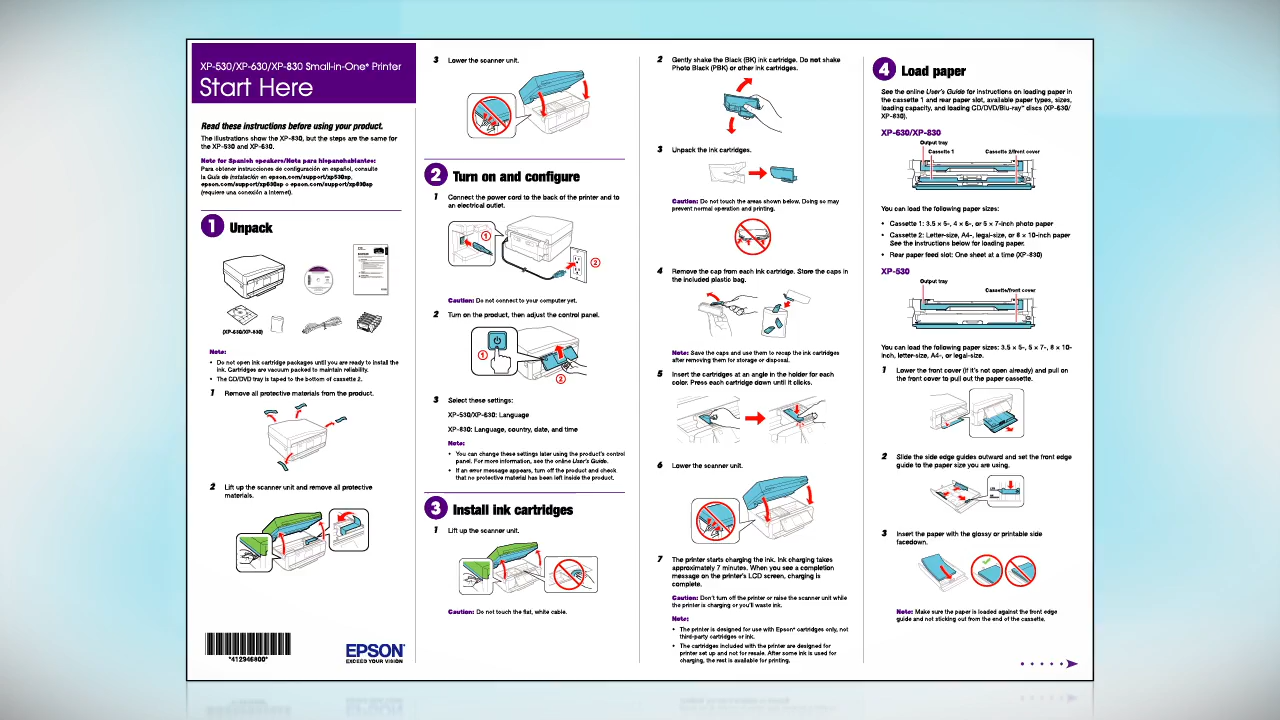 XP-530/XP-630/XP-830 Small-in-One® Printer
Start Here
Read these instructions before using your product.
The illustrations show the XP-830, but the steps are the same for
the XP-530 and XP-630.
Note for Spanish speakers/Nota para hispanohablantes:
Para obtener instrucciones de configuración en español, consulte
la Guía de instalación en epson.com/support/xp530sp,
epson.com/support/xp630sp o epson.com/support/xp830sp
(requiere una conexión a Internet).
1 Unpack
(XP-630/XP-830)
Note:
• Do not open ink cartridge packages until you are ready to install the
ink. Cartridges are vacuum packed to maintain reliability.
• The CD/DVD tray is taped to the bottom of cassette 2.
1 Remove all protective materials from the product.
2 Lift up the scanner unit and remove all protective
materials.
*412946800*
EPSON®
EXCEED YOUR VISION
3 Lower the scanner unit.
2 Turn on and configure
1 Connect the power cord to the back of the printer and to
an electrical outlet.
1
2
Caution: Do not connect to your computer yet.
2 Turn on the product, then adjust the control panel.
1
2
3 Select these settings:
XP-530/XP-630: Language
XP-830: Language, country, date, and time
Note:
• You can change these settings later using the product's control
panel. For more information, see the online User's Guide.
• If an error message appears, turn off the product and check
that no protective material has been left inside the product.
3 Install ink cartridges
1 Lift up the scanner unit.
Caution: Do not touch the flat, white cable.
2 Gently shake the Black (BK) ink cartridge. Do not shake
Photo Black (PBK) or other ink cartridges.
3 Unpack the ink cartridges.
Caution: Do not touch the areas shown below. Doing so may
prevent normal operation and printing.
4 Remove the cap from each ink cartridge. Store the caps in
the included plastic bag.
Note: Save the caps and use them to recap the ink cartridges
after removing them for storage or disposal.
5 Insert the cartridges at an angle in the holder for each
color. Press each cartridge down until it clicks.
6 Lower the scanner unit.
7 The printer starts charging the ink. Ink charging takes
approximately 7 minutes. When you see a completion
message on the printer's LCD screen, charging is
complete.
Caution: Don't turn off the printer or raise the scanner unit while
the printer is charging or you'll waste ink.
Note:
• The printer is designed for use with Epson® cartridges only, not
third-party cartridges or ink.
• The cartridges included with the printer are designed for
printer set up and not for resale. After some ink is used for
charging, the rest is available for printing.
4 Load paper
See the online User's Guide for instructions on loading paper in
the cassette 1 and rear paper slot, available paper types, sizes,
loading capacity, and loading CD/DVD/Blu-ray™ discs (XP-630/
XP-830).
XP-630/XP-830
Output tray
Cassette 1 Cassette 2/front cover
You can load the following paper sizes:
• Cassette 1: 3.5 × 5-, 4 × 6-, or 5 × 7-inch photo paper
• Cassette 2: Letter-size, A4-, legal-size, or 8 × 10-inch paper
See the instructions below for loading paper.
• Rear paper feed slot: One sheet at a time (XP-830)
XP-530
Output tray
Cassette/front cover
You can load the following paper sizes: 3.5 × 5-, 5 × 7-, 8 × 10-
inch, letter-size, A4-, or legal-size.
1 Lower the front cover (if it's not open already) and pull on
the front cover to pull out the paper cassette.
2 Slide the side edge guides outward and set the front edge
guide to the paper size you are using.
3 Insert the paper with the glossy or printable side
facedown.
Note: Make sure the paper is loaded against the front edge
guide and not sticking out from the end of the cassette.